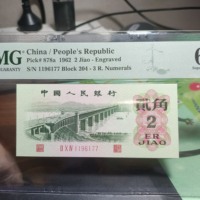 MG
GUARANTY
China / People's Republic
Pick# 878a 1962 2 Jiao - Engraved
S/N 1196177 Block 204 - 3 R. Numerals
6
中国人民银行
贰角
2
ER JIAO
1196177